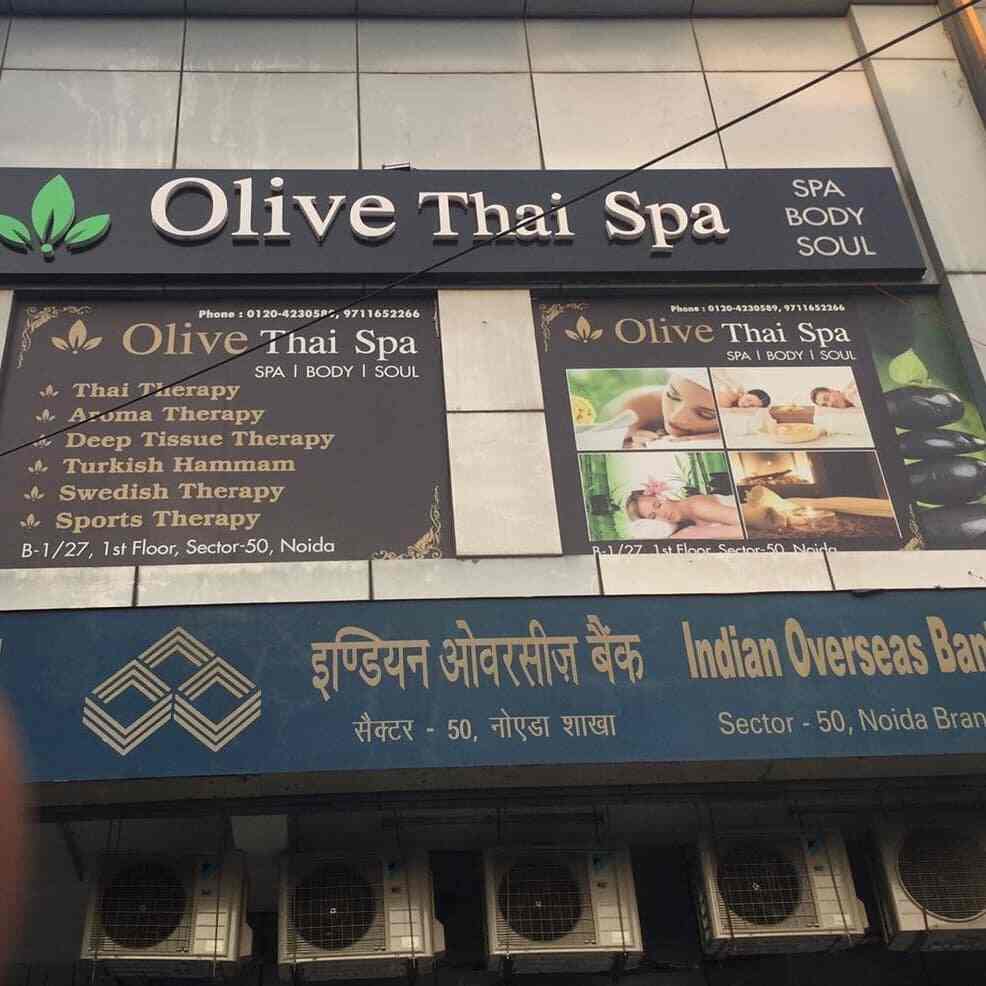 Olive Thai Spa
SPA
BODY
SOUL
Phone : 0120-4230589, 9711652266
Olive Thai Spa
SPA | BODY | SOUL
Thai Therapy
Aroma Therapy
Deep Tissue Therapy
Turkish Hammam
Swedish Therapy
Sports Therapy
B-1/27, 1st Floor, Sector-50, Noida
Phone : 0120-4230589, 9711652266
Olive Thai Spa
SPA | BODY | SOUL
B-1/27, 1st Floor, Sector-50, Noida
इण्डियन ओवरसीज़ बैंक
सैक्टर - 50, नोएडा शाखा
Indian Overseas Ban
Sector - 50, Noida Bran